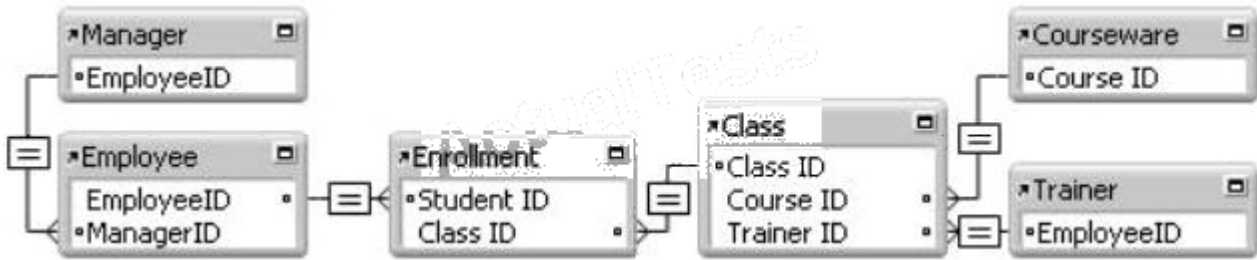 Manager
EmployeeID
Employee
EmployeeID
ManagerID
Enrollment
Student ID
Class ID
Class
Class ID
Course ID
Trainer ID
Courseware
Course ID
Trainer
EmployeeID
ActualTests